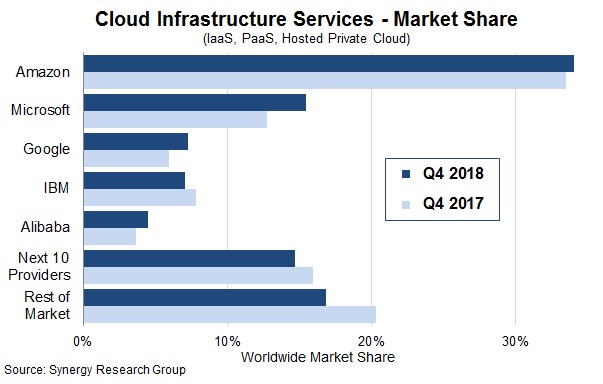 Cloud Infrastructure Services - Market Share
(IaaS, PaaS, Hosted Private Cloud)
Amazon
Microsoft
Google
IBM
Alibaba
Next 10
Providers
Rest of
Market
Q4 2018
Q4 2017
0%
10%
20%
30%
Worldwide Market Share
Source: Synergy Research Group